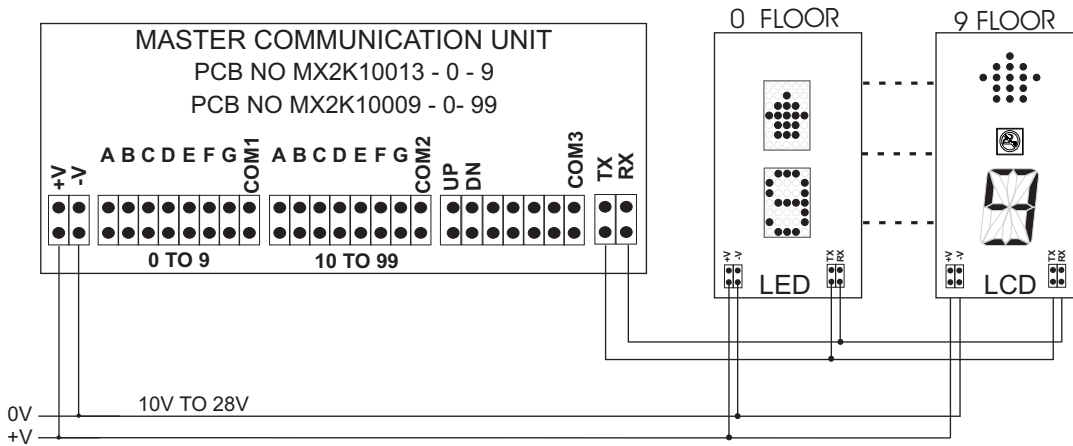 0 FLOOR
9 FLOOR
MASTER COMMUNICATION UNIT
PCB NO MX2K10013 - 0 - 9
PCB NO MX2K10009 - 0- 99
+V -V
A B C D E F G COM1
A B C D E F G COM2
UP DN COM3
TX RX
0 TO 9
10 TO 99
+V -V
TX RX
LED
+V -V
TX RX
LCD
10V TO 28V
0V
+V